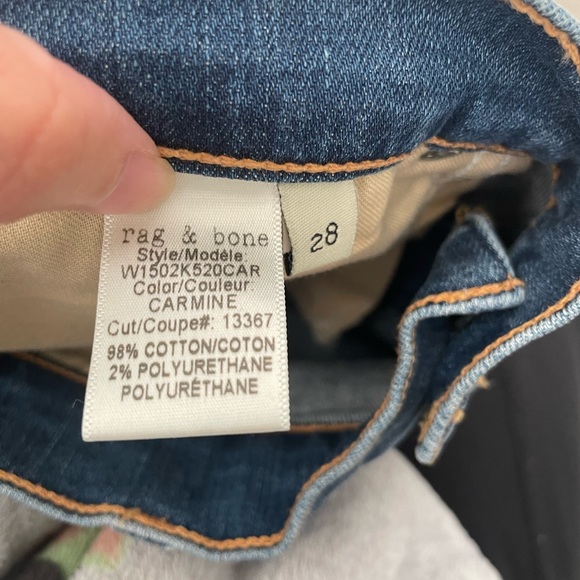 rag & bone
Style/Modèle:
W1502K520CAR
Color/Couleur:
CARMINE
Cut/Coupe#: 13367
98% COTTON/COTON
2% POLYURETHANE
POLYURÉTHANE
28